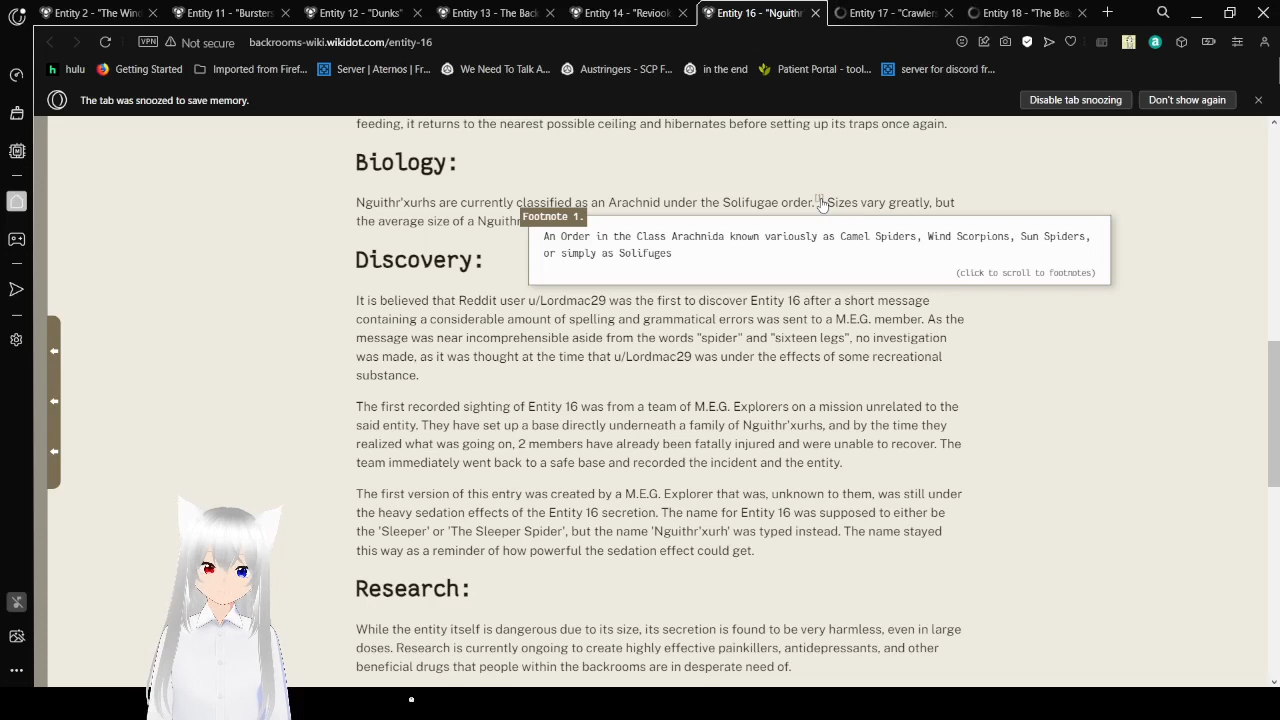 Entity 2 - "The Wind
Entity 11 - "Bursters
Entity 12 - "Dunks"
Entity 13 - The Back
Entity 14 - "Reviook
Entity 16 - "Nguithr'
Entity 17 - "Crawlers
Entity 18 - "The Bea
VPN
Not secure
backrooms-wiki.wikidot.com/entity-16
hulu
Getting Started
Imported from Firef...
Server | Aternos | Fr...
We Need To Talk A...
Austringers - SCP F...
in the end
Patient Portal - tool...
server for discord fr...
The tab was snoozed to save memory.
Disable tab snoozing
Don't show again
feeding, it returns to the nearest possible ceiling and hibernates before setting up its traps once again.
Biology:
Nguithr'xurhs are currently classified as an Arachnid under the Solifugae order. Sizes vary greatly, but
the average size of a Nguithr
Footnote 1.
An Order in the Class Arachnida known variously as Camel Spiders, Wind Scorpions, Sun Spiders,
or simply as Solifuges
(click to scroll to footnotes)
Discovery:
It is believed that Reddit user u/Lordmac29 was the first to discover Entity 16 after a short message
containing a considerable amount of spelling and grammatical errors was sent to a M.E.G. member. As the
message was near incomprehensible aside from the words "spider" and "sixteen legs", no investigation
was made, as it was thought at the time that u/Lordmac29 was under the effects of some recreational
substance.
The first recorded sighting of Entity 16 was from a team of M.E.G. Explorers on a mission unrelated to the
said entity. They have set up a base directly underneath a family of Nguithr'xurhs, and by the time they
realized what was going on, 2 members have already been fatally injured and were unable to recover. The
team immediately went back to a safe base and recorded the incident and the entity.
The first version of this entry was created by a M.E.G. Explorer that was, unknown to them, was still under
the heavy sedation effects of the Entity 16 secretion. The name for Entity 16 was supposed to either be
the 'Sleeper' or 'The Sleeper Spider', but the name 'Nguithr'xurh' was typed instead. The name stayed
this way as a reminder of how powerful the sedation effect could get.
Research:
While the entity itself is dangerous due to its size, its secretion is found to be very harmless, even in large
doses. Research is currently ongoing to create highly effective painkillers, antidepressants, and other
beneficial drugs that people within the backrooms are in desperate need of.